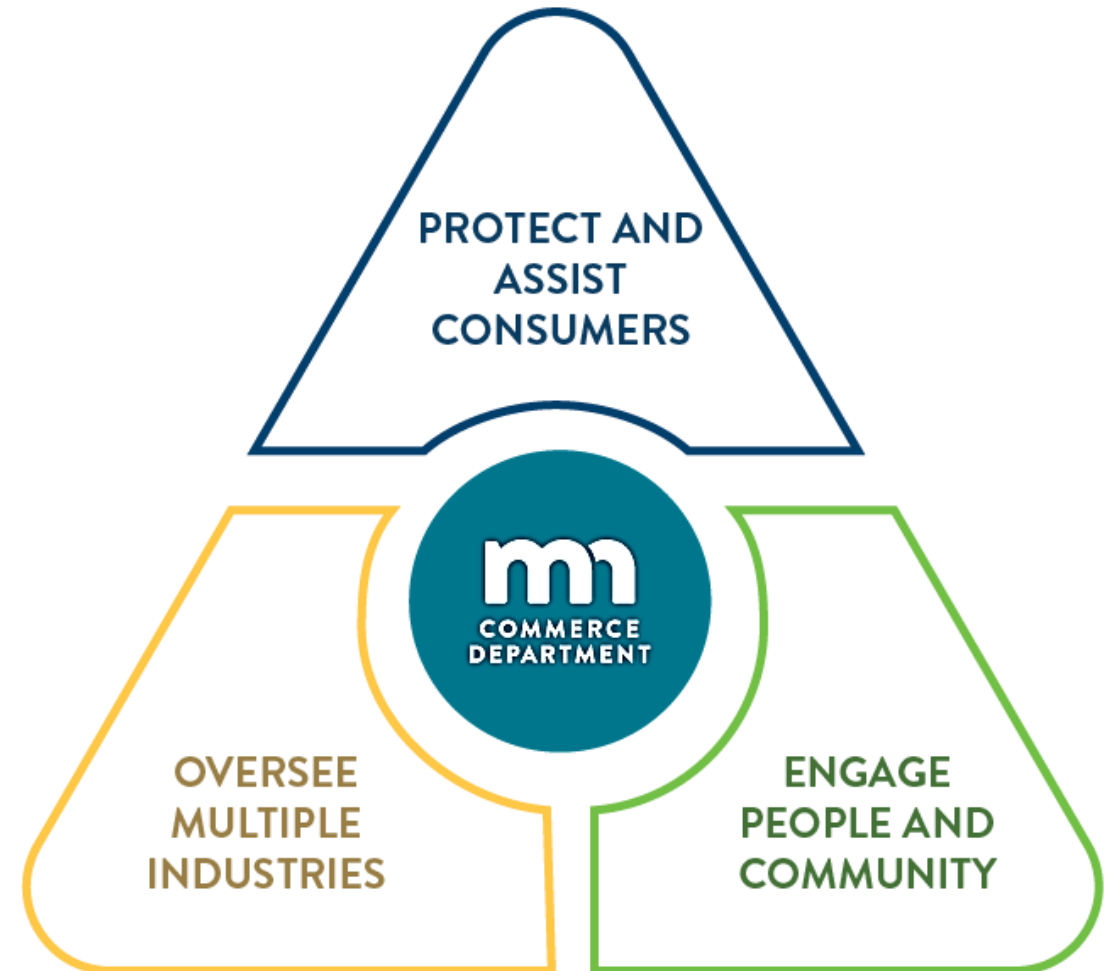 PROTECT AND
ASSIST
CONSUMERS
mn
COMMERCE
DEPARTMENT
OVERSEE
MULTIPLE
INDUSTRIES
ENGAGE
PEOPLE AND
COMMUNITY